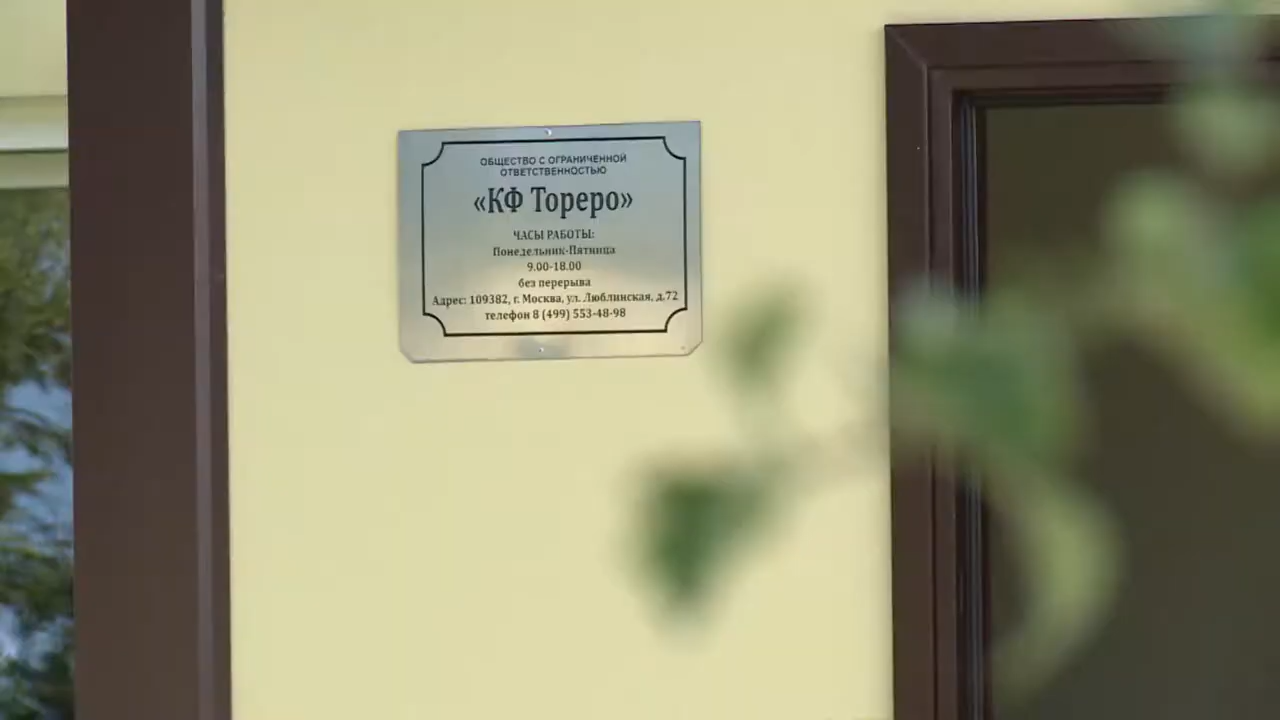 ОБЩЕСТВО С ОГРАНИЧЕННОЙ
ОТВЕТСТВЕННОСТЬЮ
«КФ Тореро»
ЧАСЫ РАБОТЫ:
Понедельник-Пятница
9.00-18.00
без перерыва
Адрес: 109382, г. Москва, ул. Люблинская, д.72
телефон 8 (499) 553-48-98